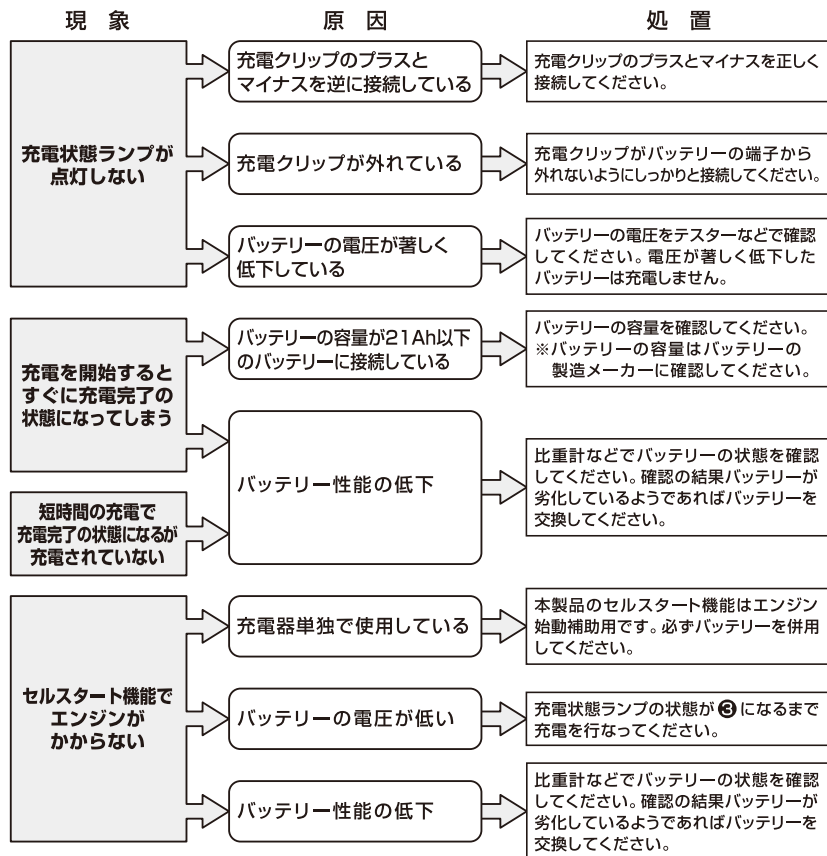 現象
原因
処置
充電状態ランプが
点灯しない
充電クリップのプラスと
マイナスを逆に接続している
充電クリップのプラスとマイナスを正しく
接続してください。
充電クリップが外れている
充電クリップがバッテリーの端子から
外れないようにしっかりと接続してください。
バッテリーの電圧が著しく
低下している
バッテリーの電圧をテスターなどで確認
してください。電圧が著しく低下した
バッテリーは充電しません。
充電を開始すると
すぐに充電完了の
状態になってしまう
バッテリーの容量が21Ah以下
のバッテリーに接続している
バッテリーの容量を確認してください。
※バッテリーの容量はバッテリーの
製造メーカーに確認してください。
短時間の充電で
充電完了の状態になるが
充電されていない
バッテリー性能の低下
比重計などでバッテリーの状態を確認
してください。確認の結果バッテリーが
劣化しているようであればバッテリーを
交換してください。
セルスタート機能で
エンジンが
かからない
充電器単独で使用している
本製品のセルスタート機能はエンジン
始動補助用です。必ずバッテリーを併用
してください。
バッテリーの電圧が低い
充電状態ランプの状態が❸になるまで
充電を行なってください。
バッテリー性能の低下
比重計などでバッテリーの状態を確認
してください。確認の結果バッテリーが
劣化しているようであればバッテリーを
交換してください。